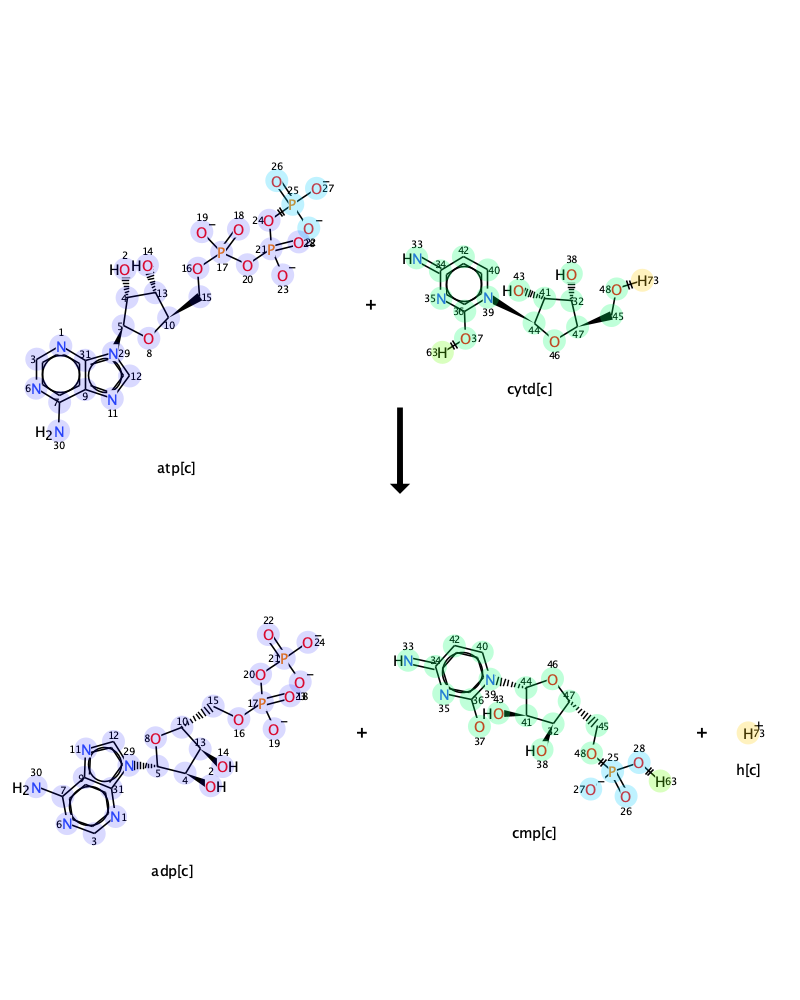 26
25
O
O − 27
P
24
19
18
O −
O
O
O −
21
22
O
16
P
O
P
O
17
O
O −
20
23
2
14
HO
HO
4
13
15
10
5
O
8
1
N
31
N 29
3
12
6 N
7
9
N
11
H2N
30
atp[c]
+
33
42
HN
34
40
35 N
N
36
39
O 37
63 H
38
43
HO
HO
41
32
48 O
H 73
45
44
47
O
46
cytd[c]
22
O
O − 24
21 P
20
O
O −
15
17 P
O
18
10
O
O −
16
19
8 O
13
12
29
11 N
N
14
OH
5
4
2
OH
30
9
H2N
7
31
6 N
N 1
3
adp[c]
+
42
33
40
46
HN
34
O
N
44
47
39
N
36
43
35
HO
41
32
45
O
37
HO
38
48 O
25
28
O
P
H 63
27 O −
O
26
cmp[c]
+
H + 73
h[c]